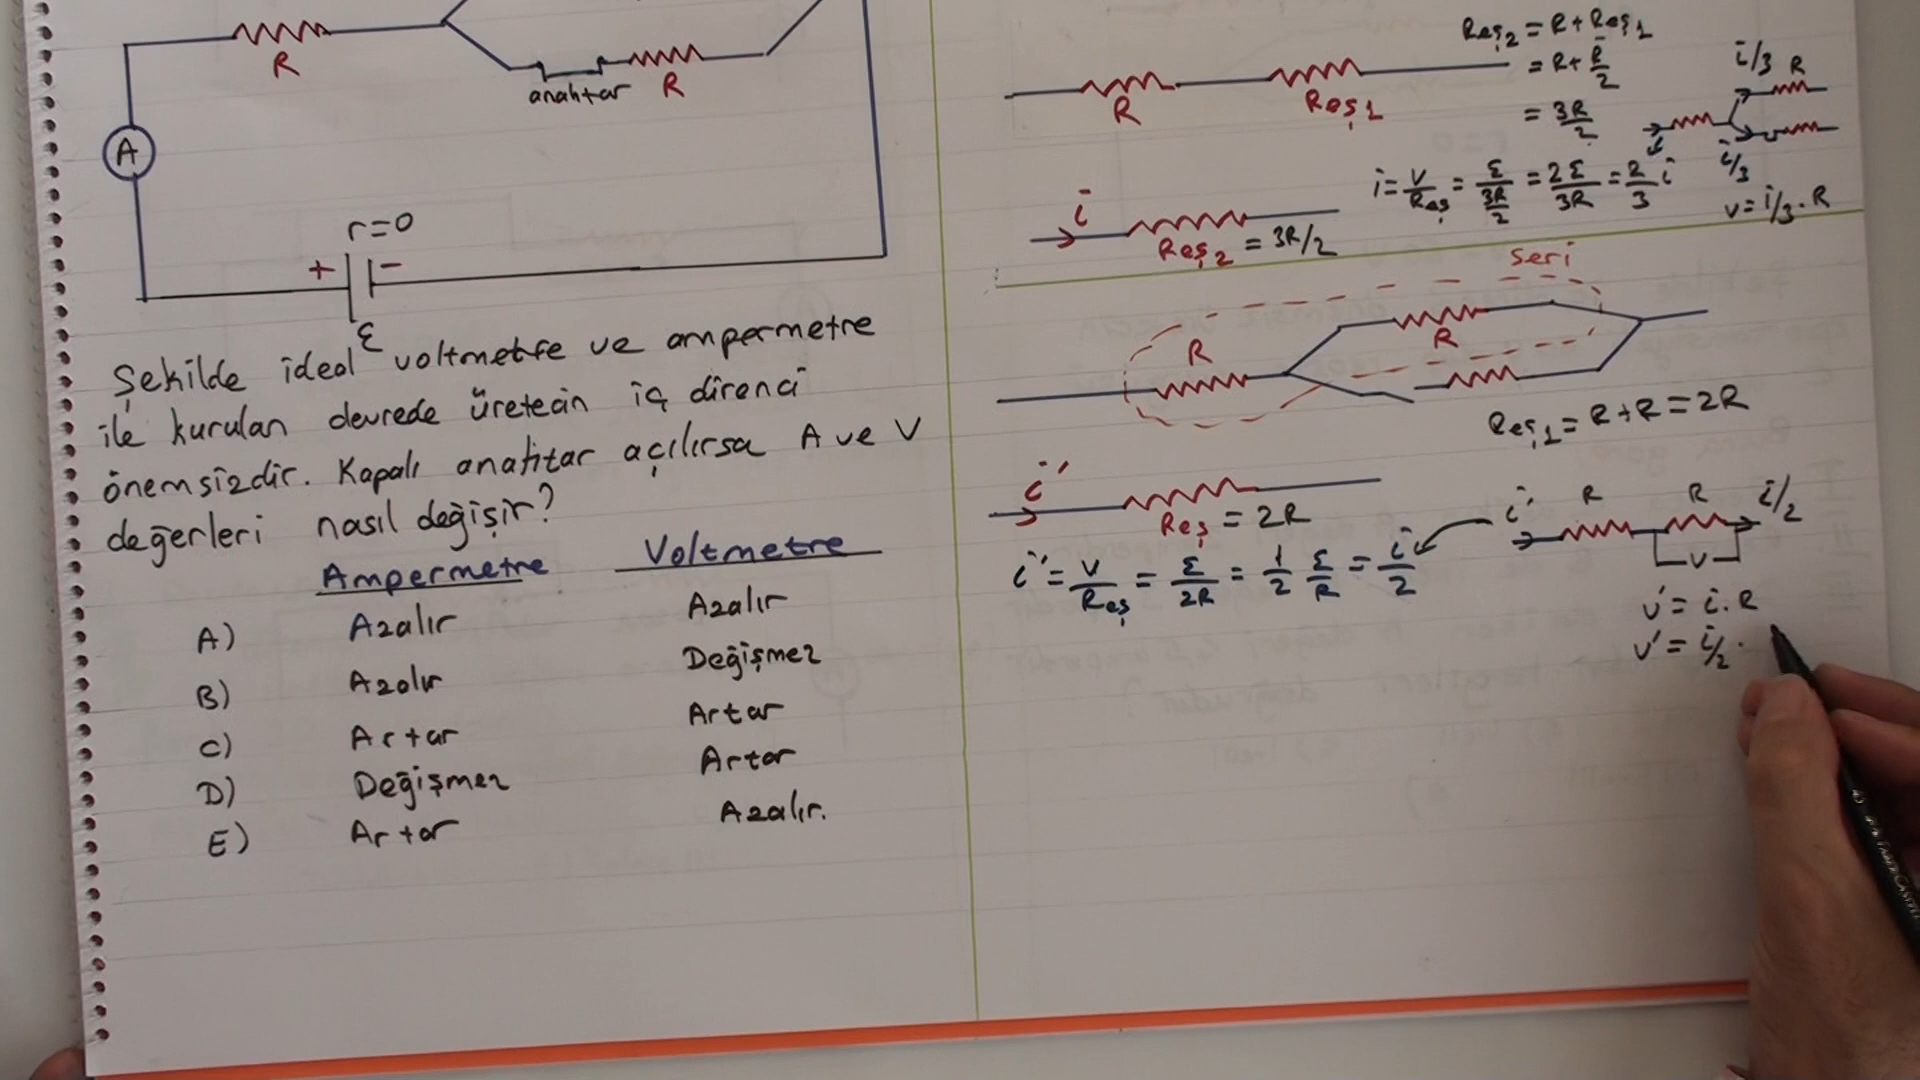 R
anahtar R
A
r=0
+ -
ε
Şekilde ideal voltmetre ve ampermetre
ile kurulan devrede üretecin iç direnci
önemsizdir. Kapalı anahtar açılırsa A ve V
değerleri nasıl değişir?
Ampermetre Voltmetre
A) Azalır Azalır
B) Azalır Değişmez
C) Artar Artar
D) Değişmez Artar
E) Artar Azalır.
Reş2 = R + Reş1
= R + R/2
= 3R/2
R Reş1
i/3 R
i
i/3
V = i/3 . R
i = V/Reş = ε/(3R/2) = 2ε/3R = 2/3 i
i
Reş2 = 3R/2
seri
R R
Reş1 = R + R = 2R
i'
Reş = 2R
i' = V/Reş = ε/2R = 1/2 ε/R = i/2
i' R R i/2
V
V' = i . R
V' = i/2 .